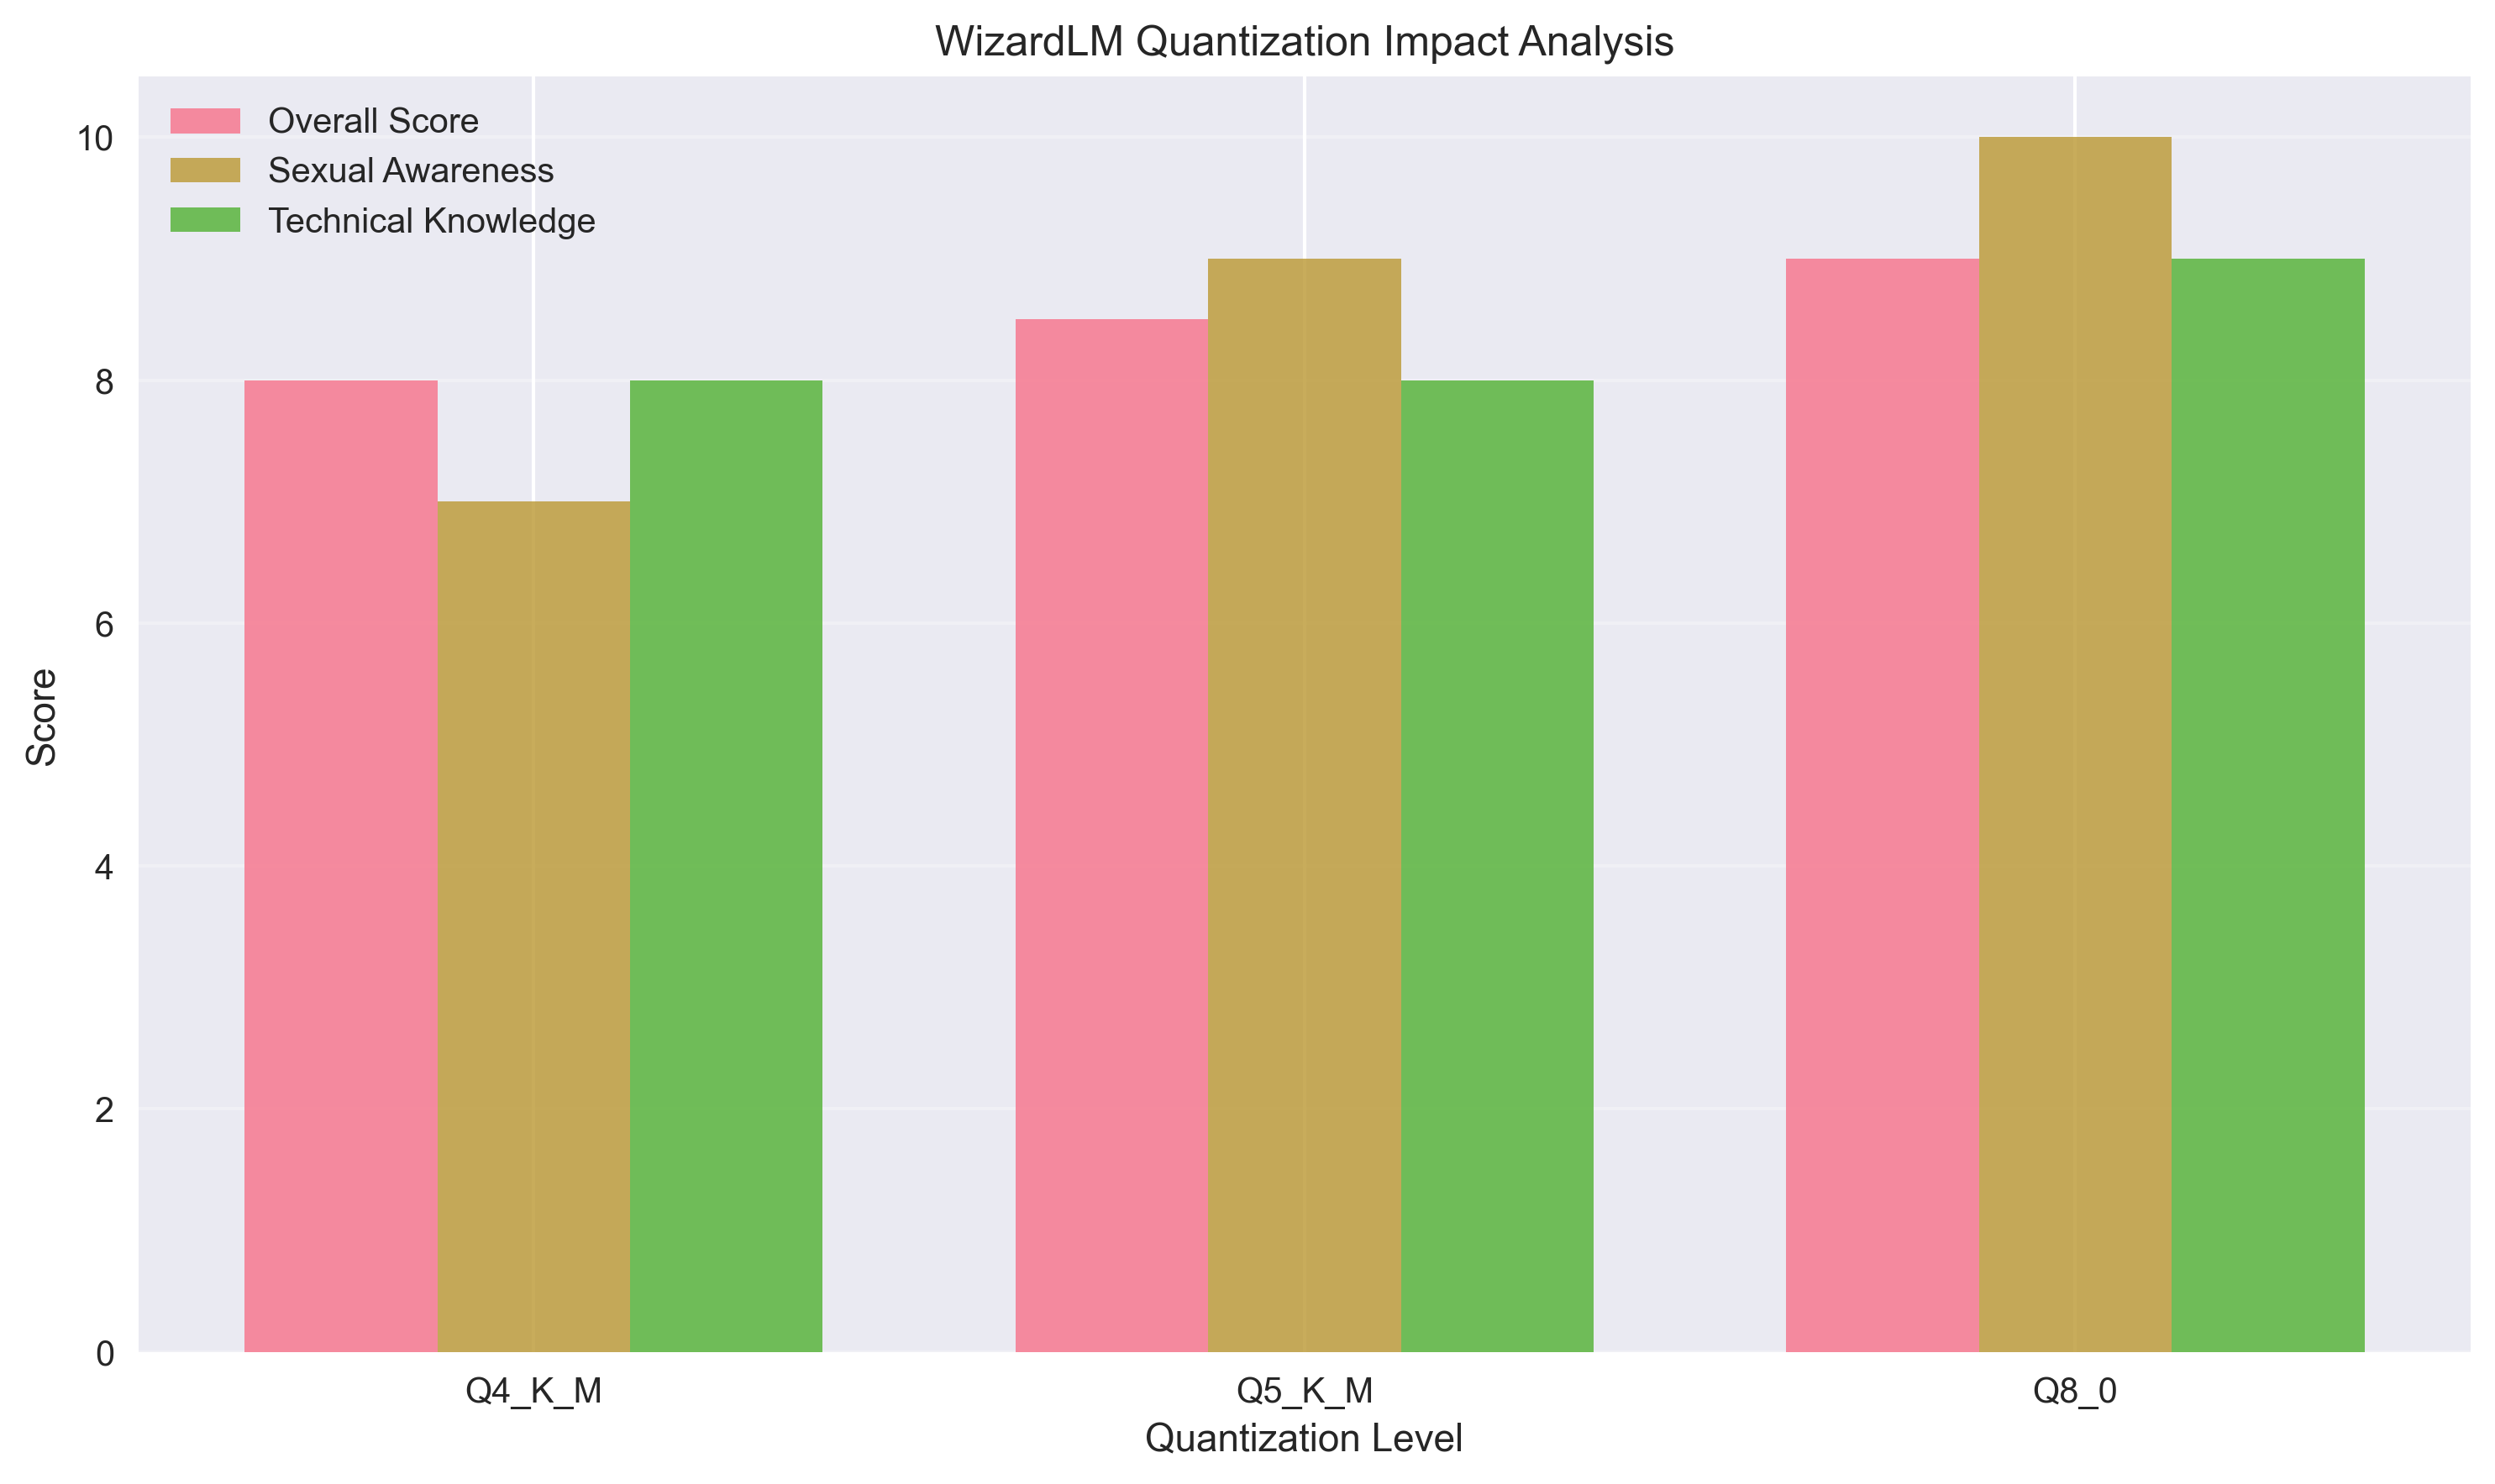 WizardLM Quantization Impact Analysis
Overall Score
Sexual Awareness
Technical Knowledge
10
8
6
4
2
0
Score
Q4_K_M
Q5_K_M
Q8_0
Quantization Level